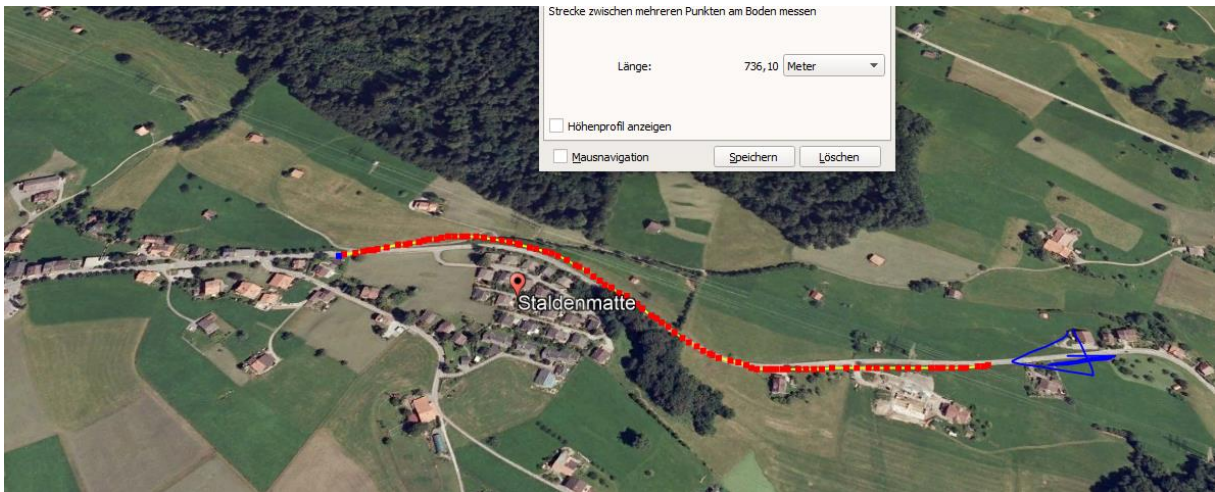 Strecke zwischen mehreren Punkten am Boden messen
Länge: 736,10 Meter
Höhenprofil anzeigen
Mausnavigation Speichern Löschen
Staldenmatte